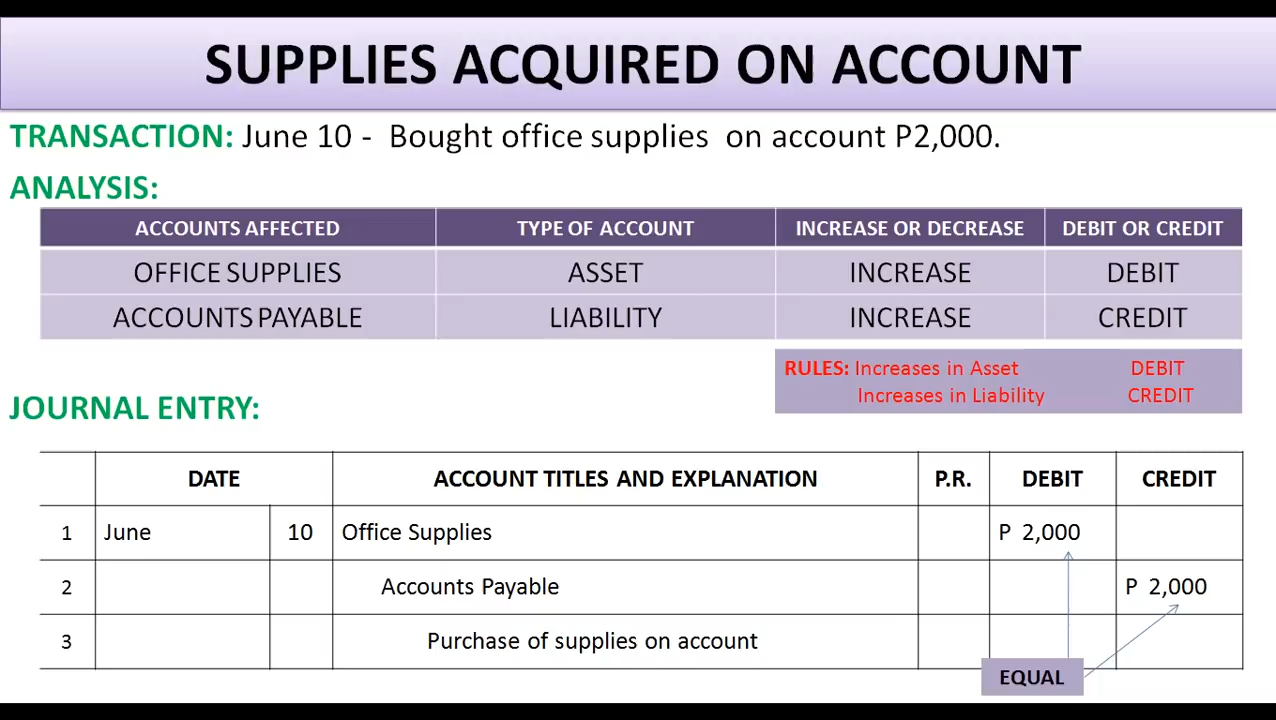 SUPPLIES ACQUIRED ON ACCOUNT
TRANSACTION: June 10 - Bought office supplies on account P2,000.
ANALYSIS:
ACCOUNTS AFFECTED TYPE OF ACCOUNT INCREASE OR DECREASE DEBIT OR CREDIT
OFFICE SUPPLIES ASSET INCREASE DEBIT
ACCOUNTS PAYABLE LIABILITY INCREASE CREDIT
RULES: Increases in Asset DEBIT
Increases in Liability CREDIT
JOURNAL ENTRY:
DATE ACCOUNT TITLES AND EXPLANATION P.R. DEBIT CREDIT
1 June 10 Office Supplies P 2,000
2 Accounts Payable P 2,000
3 Purchase of supplies on account
EQUAL